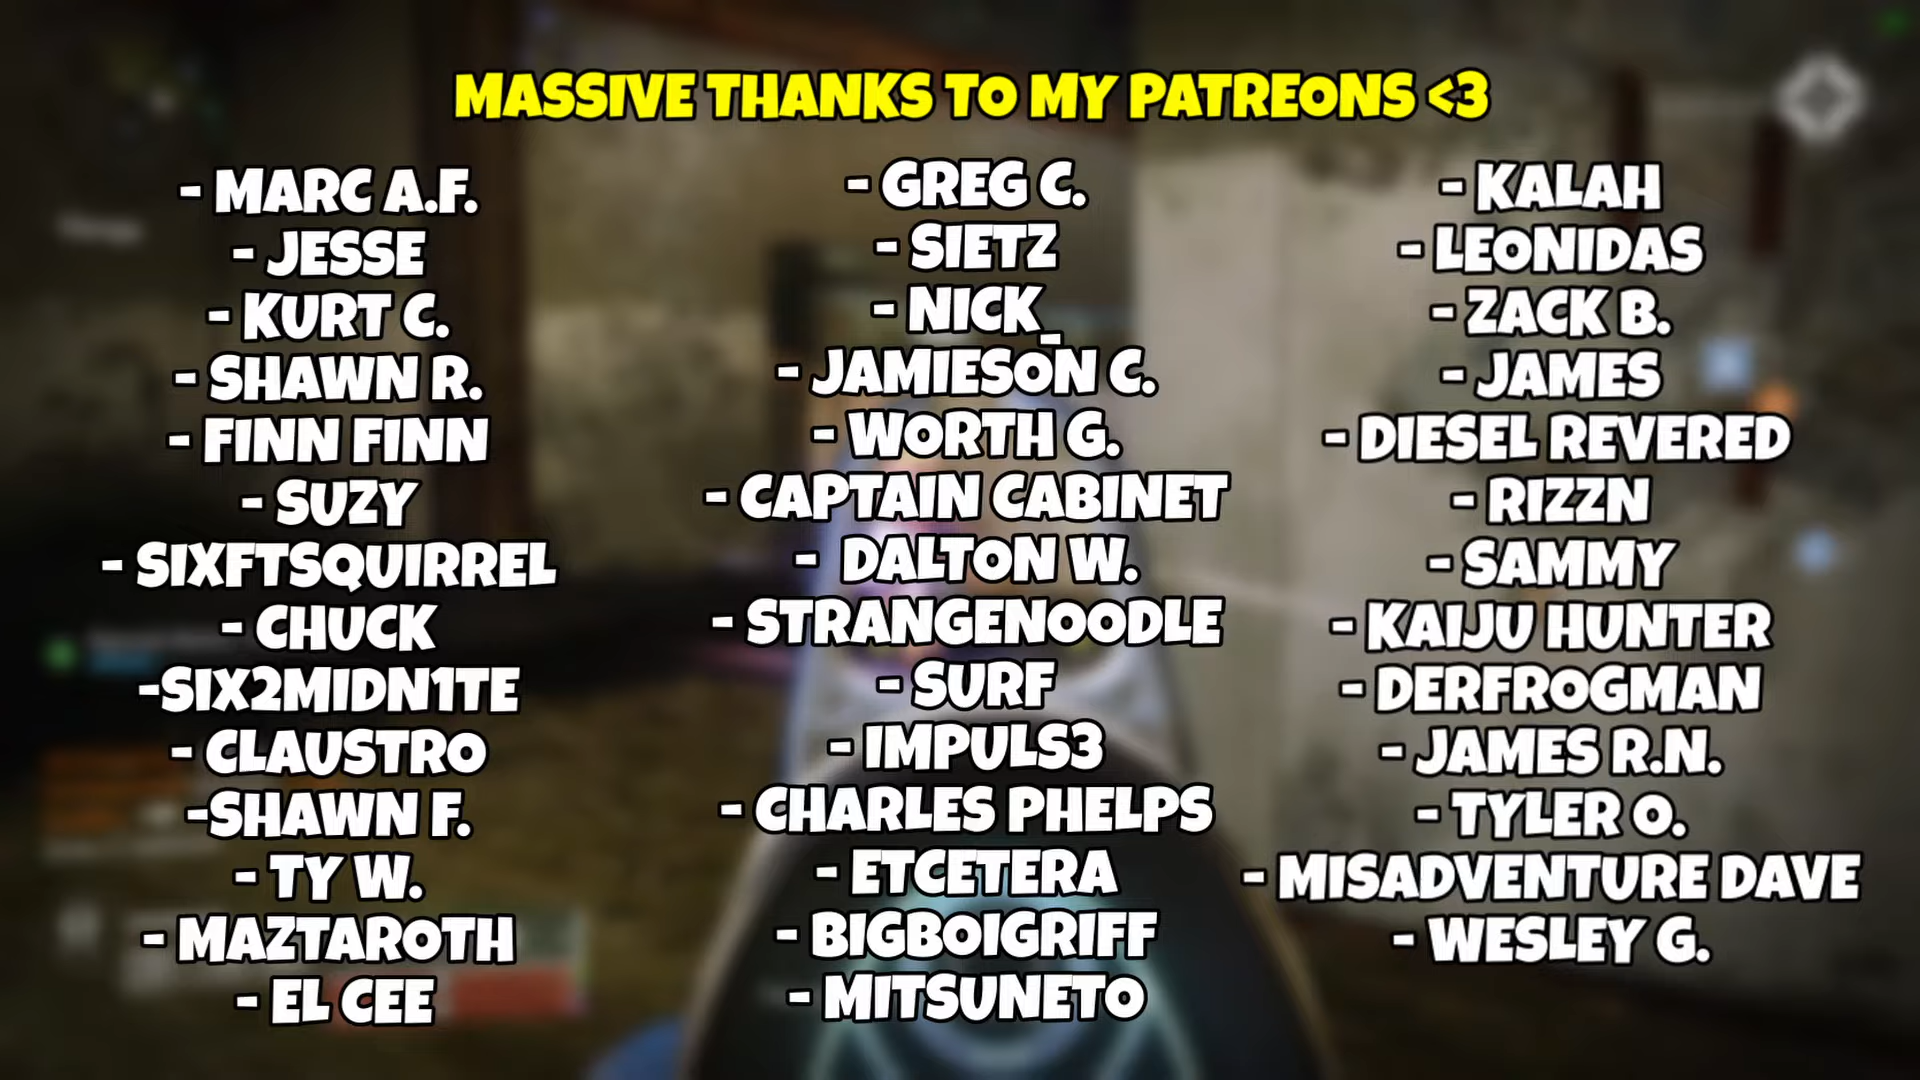 MASSIVE THANKS TO MY PATREONS <3
- MARC A.F.
- JESSE
- KURT C.
- SHAWN R.
- FINN FINN
- SUZY
- SIXFTSQUIRREL
- CHUCK
-SIX2MIDN1TE
- CLAUSTRO
-SHAWN F.
- TY W.
- MAZTAROTH
- EL CEE
- GREG C.
- SIETZ
- NICK_
- JAMIESON C.
- WORTH G.
- CAPTAIN CABINET
- DALTON W.
- STRANGENOODLE
- SURF
- IMPULS3
- CHARLES PHELPS
- ETCETERA
- BIGBOIGRIFF
- MITSUNETO
- KALAH
- LEONIDAS
- ZACK B.
- JAMES
- DIESEL REVERED
- RIZZN
- SAMMY
- KAIJU HUNTER
- DERFROGMAN
- JAMES R.N.
- TYLER O.
- MISADVENTURE DAVE
- WESLEY G.